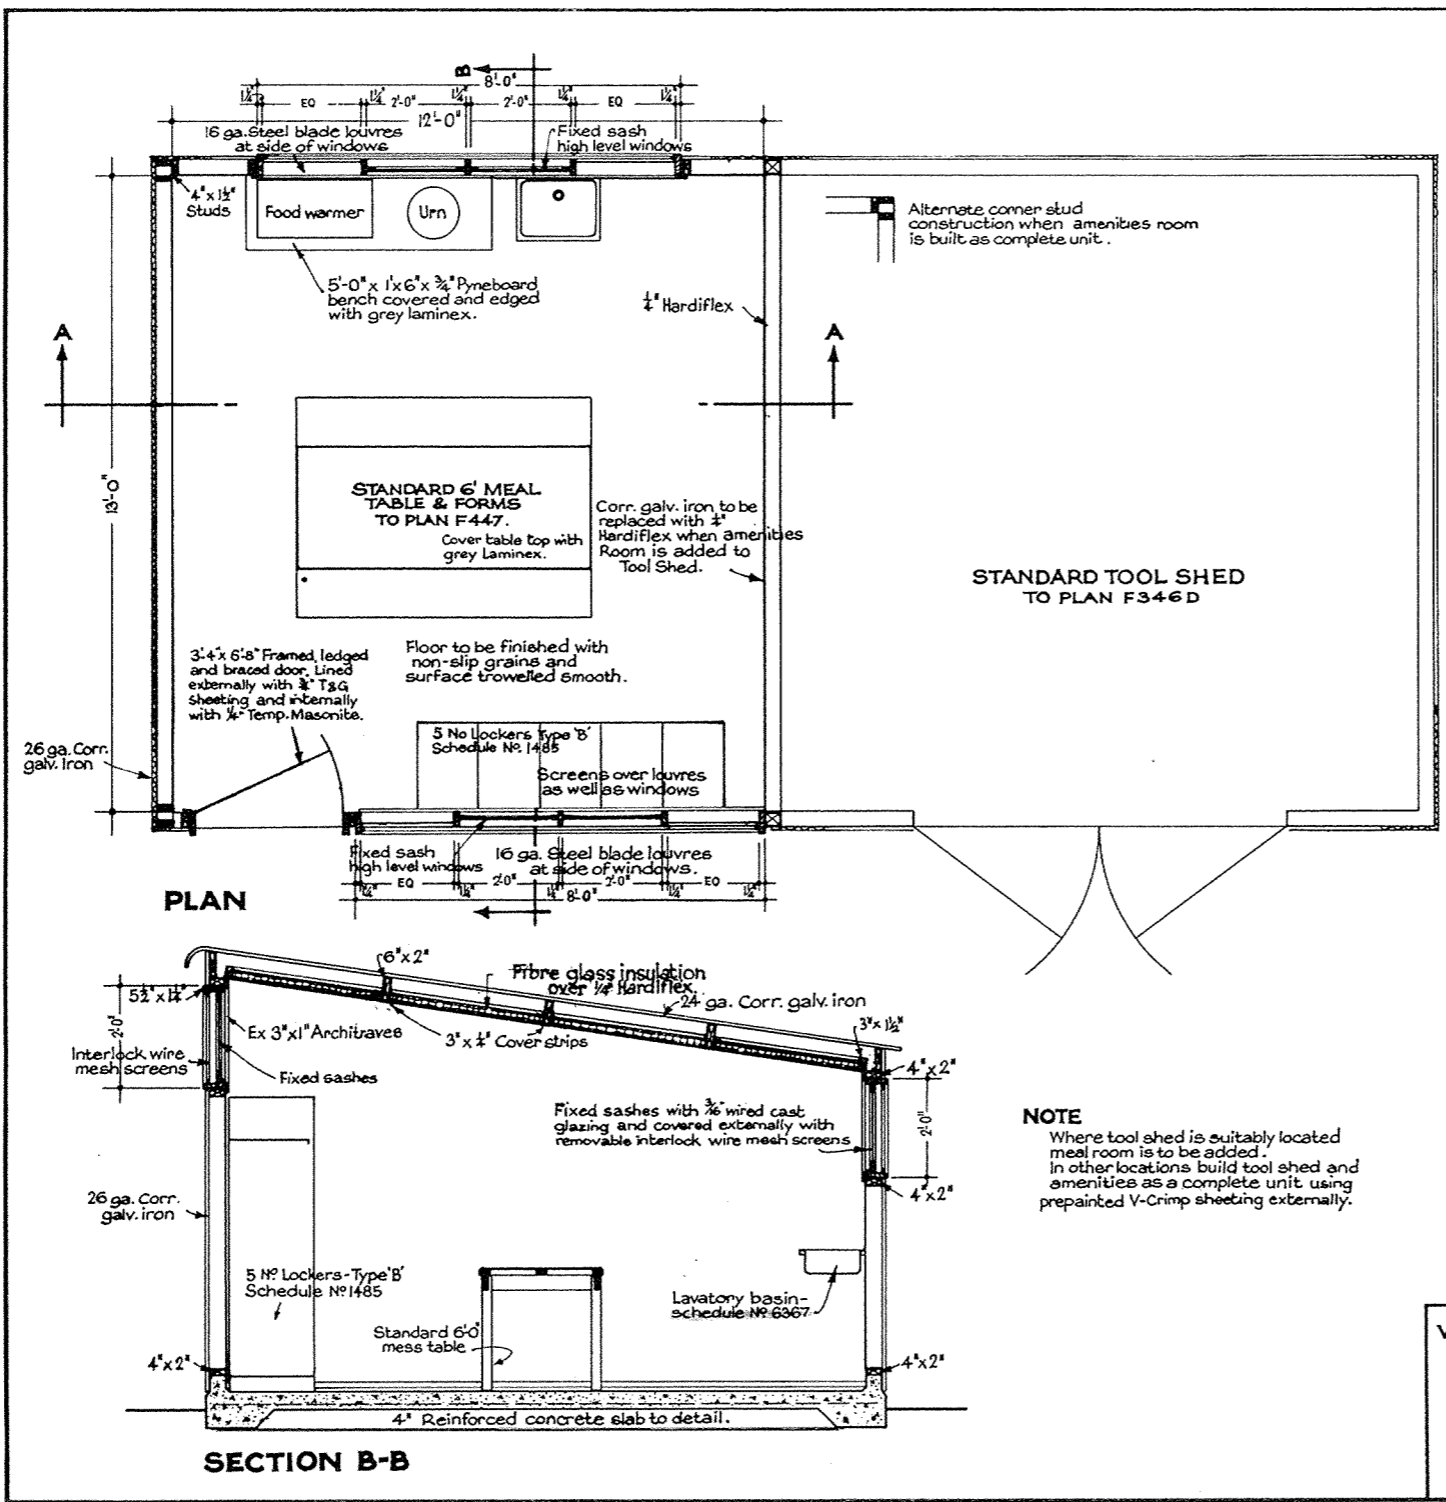 B
8'-0"
1¼" EQ 1¼" 2'-0" 1¼" 2'-0" 1¼" EQ 1¼"
12'-0"
16 ga. Steel blade louvres
at side of windows
Fixed sash
high level windows
4" x 1½"
Studs
Food warmer
Urn
Alternate corner stud
construction when amenities room
is built as complete unit.
5'-0" x 1'x6" x ¾" Pyneboard
bench covered and edged
with grey laminex.
¼" Hardiflex
A
A
13'-0"
STANDARD 6' MEAL
TABLE & FORMS
TO PLAN F447.
Cover table top with
grey Laminex.
Corr. galv. iron to be
replaced with ¼"
Hardiflex when amenities
Room is added to
Tool Shed.
STANDARD TOOL SHED
TO PLAN F346D
3'-4" x 6'-8" Framed, ledged
and braced door. Lined
externally with ¾" T&G
sheeting and internally
with ¼" Temp. Masonite.
Floor to be finished with
non-slip grains and
surface trowelled smooth.
26 ga. Corr.
galv. iron
5 No Lockers Type 'B'
Schedule Nº. 1485
Screens over louvres
as well as windows
Fixed sash
high level windows
16 ga. Steel blade louvres
at side of windows.
1¼" EQ 1¼" 2'-0" 1¼" 2'-0" 1¼" EQ 1¼"
8'-0"
PLAN
6" x 2"
Fibre glass insulation
over ¼" Hardiflex.
24 ga. Corr. galv. iron
5½" x 1¼"
2'-0"
Ex 3"x1" Architraves
3" x ¼" Cover strips
3" x 1½"
Interlock wire
mesh screens
Fixed sashes
4" x 2"
Fixed sashes with 3/16" wired cast
glazing and covered externally with
removable interlock wire mesh screens
2'-0"
4" x 2"
NOTE
Where tool shed is suitably located
meal room is to be added.
In other locations build tool shed and
amenities as a complete unit using
prepainted V-Crimp sheeting externally.
26 ga. Corr.
galv. iron
5 Nº Lockers - Type 'B'
Schedule Nº 1485
Lavatory basin-
schedule Nº 6367
Standard 6'0"
mess table
4" x 2"
4" x 2"
4" Reinforced concrete slab to detail.
SECTION B-B